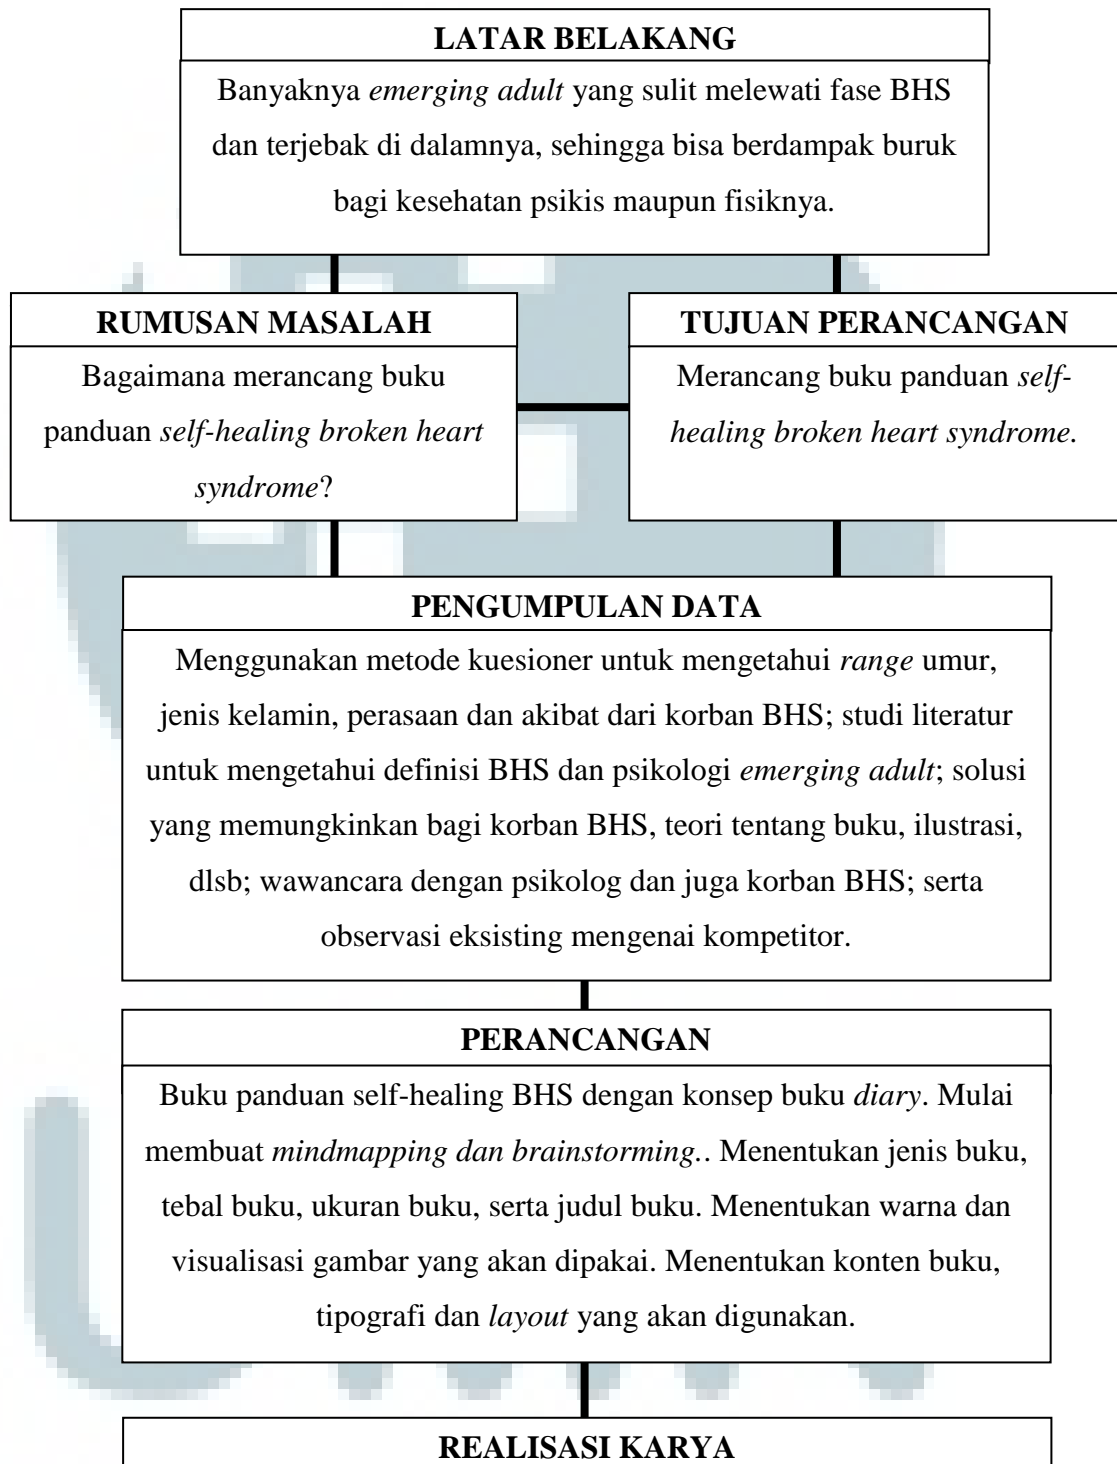 LATAR BELAKANG
Banyaknya emerging adult yang sulit melewati fase BHS
dan terjebak di dalamnya, sehingga bisa berdampak buruk
bagi kesehatan psikis maupun fisiknya.
RUMUSAN MASALAH
Bagaimana merancang buku
panduan self-healing broken heart
syndrome?
TUJUAN PERANCANGAN
Merancang buku panduan self-
healing broken heart syndrome.
PENGUMPULAN DATA
Menggunakan metode kuesioner untuk mengetahui range umur,
jenis kelamin, perasaan dan akibat dari korban BHS; studi literatur
untuk mengetahui definisi BHS dan psikologi emerging adult; solusi
yang memungkinkan bagi korban BHS, teori tentang buku, ilustrasi,
dlsb; wawancara dengan psikolog dan juga korban BHS; serta
observasi eksisting mengenai kompetitor.
PERANCANGAN
Buku panduan self-healing BHS dengan konsep buku diary. Mulai
membuat mindmapping dan brainstorming.. Menentukan jenis buku,
tebal buku, ukuran buku, serta judul buku. Menentukan warna dan
visualisasi gambar yang akan dipakai. Menentukan konten buku,
tipografi dan layout yang akan digunakan.
REALISASI KARYA